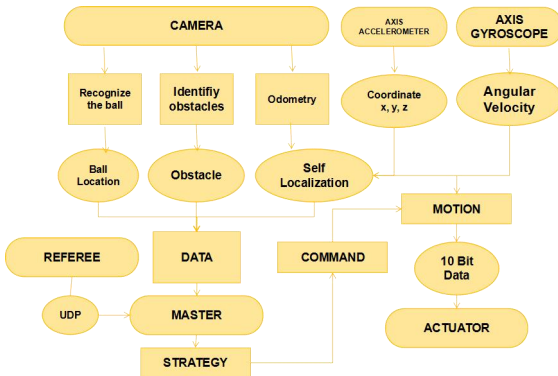 CAMERA
AXIS
ACCELEROMETER
AXIS
GYROSCOPE
Recognize
the ball
Identifiy
obstacles
Odometry
Coordinate
x, y, z
Angular
Velocity
Ball
Location
Obstacle
Self
Localization
MOTION
REFEREE
DATA
COMMAND
10 Bit
Data
UDP
MASTER
ACTUATOR
STRATEGY